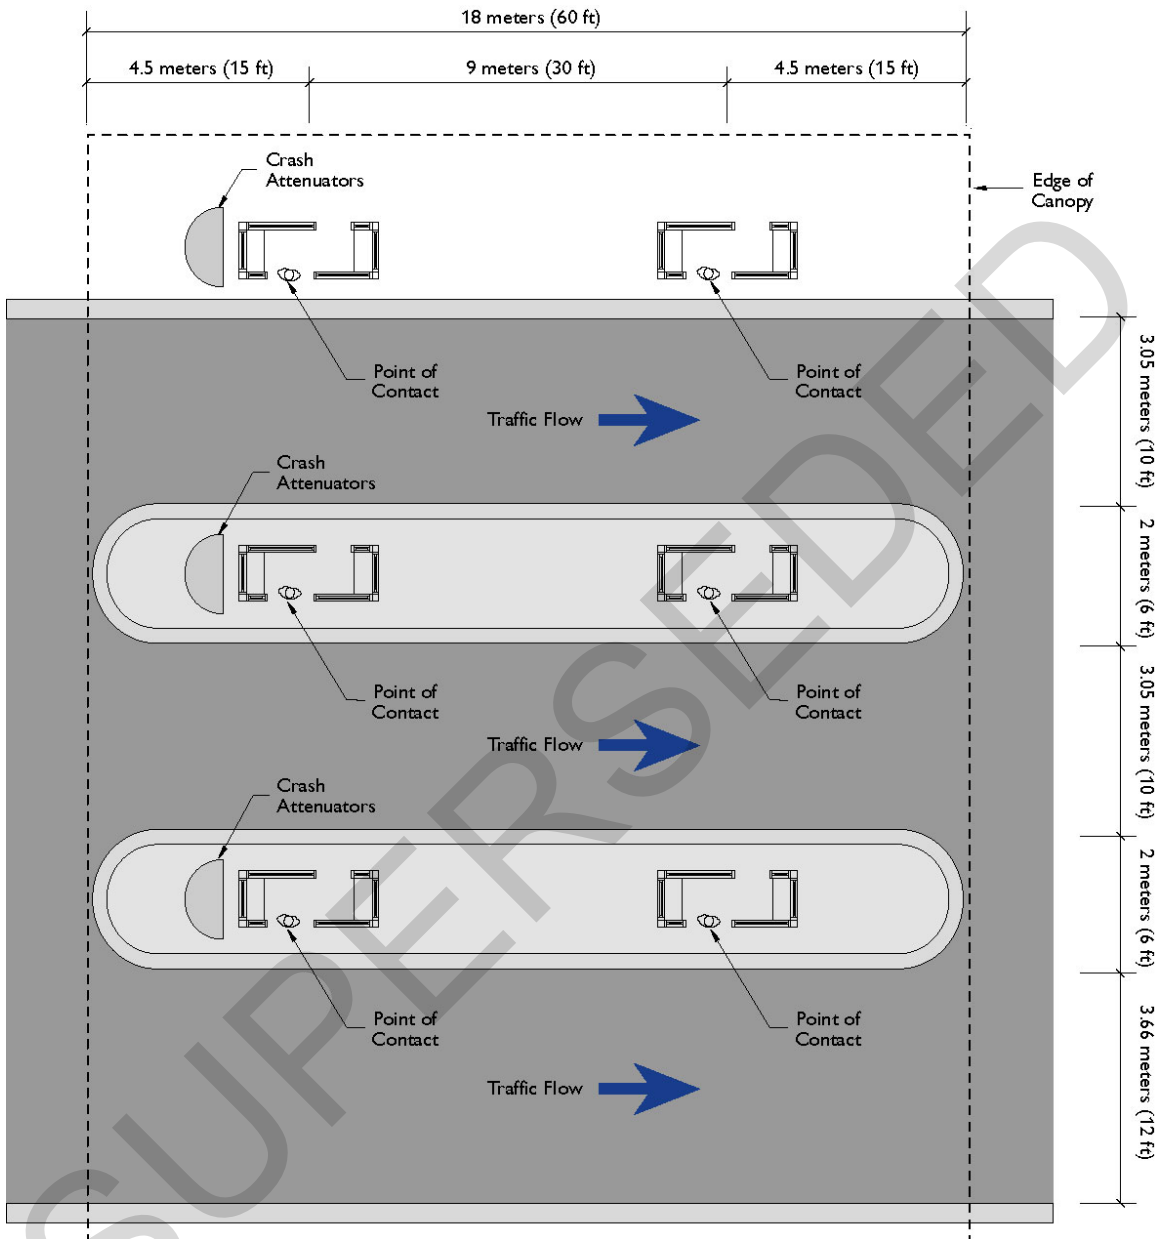 18 meters (60 ft)
4.5 meters (15 ft)
9 meters (30 ft)
4.5 meters (15 ft)
Crash
Attenuators
Edge of
Canopy
Point of
Contact
Point of
Contact
Traffic Flow
3.05 meters (10 ft)
Crash
Attenuators
2 meters (6 ft)
Point of
Contact
Point of
Contact
Traffic Flow
3.05 meters (10 ft)
Crash
Attenuators
2 meters (6 ft)
Point of
Contact
Point of
Contact
Traffic Flow
3.66 meters (12 ft)
SUPERSEDED